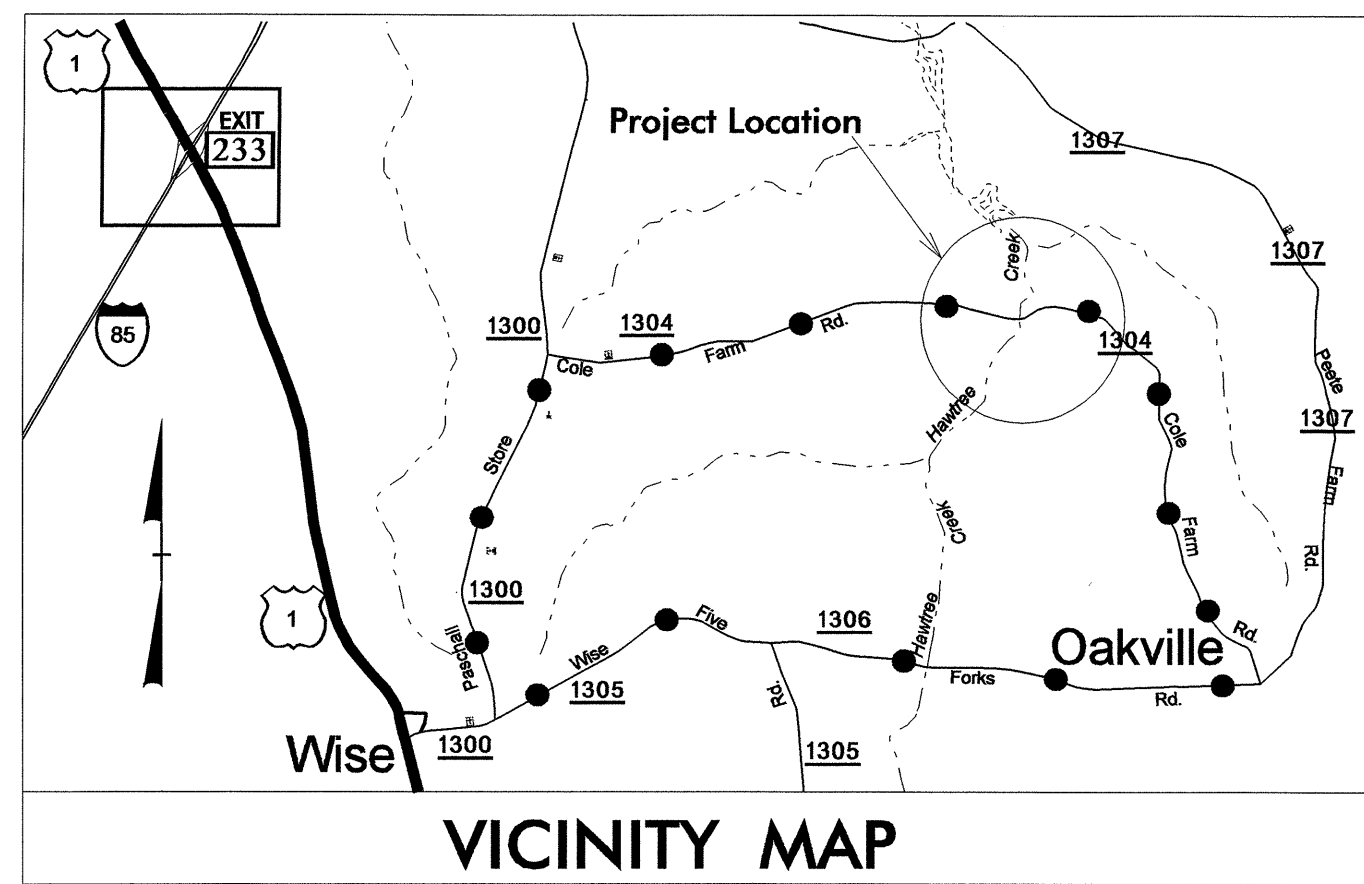 1
EXIT
233
Project Location
1307
1307
Creek
85
1300
1304
Cole
Farm
Rd.
1304
Peete
Hawtree
Cole
1307
Store
Farm
Creek
Farm
Rd.
1300
1
Paschall
Five
1306
Hawtree
Rd.
Oakville
Wise
1305
Forks
Rd.
Rd.
1300
Wise
1305
VICINITY MAP